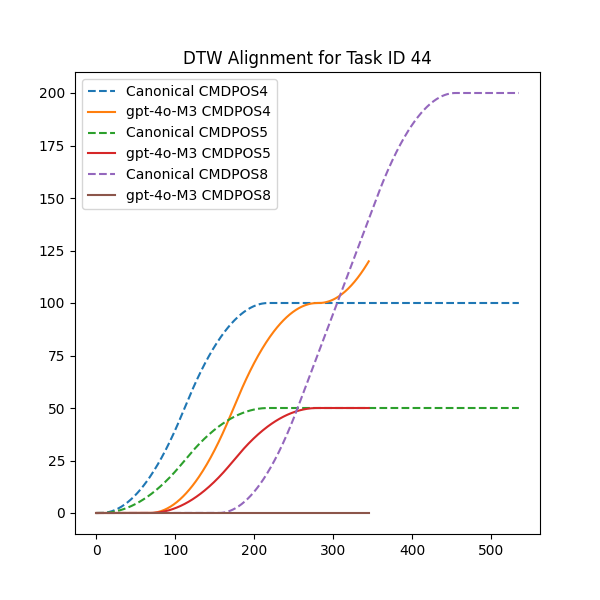 DTW Alignment for Task ID 44
Canonical CMDPOS4
gpt-4o-M3 CMDPOS4
Canonical CMDPOS5
gpt-4o-M3 CMDPOS5
Canonical CMDPOS8
gpt-4o-M3 CMDPOS8
200
175
150
125
100
75
50
25
0
0 100 200 300 400 500